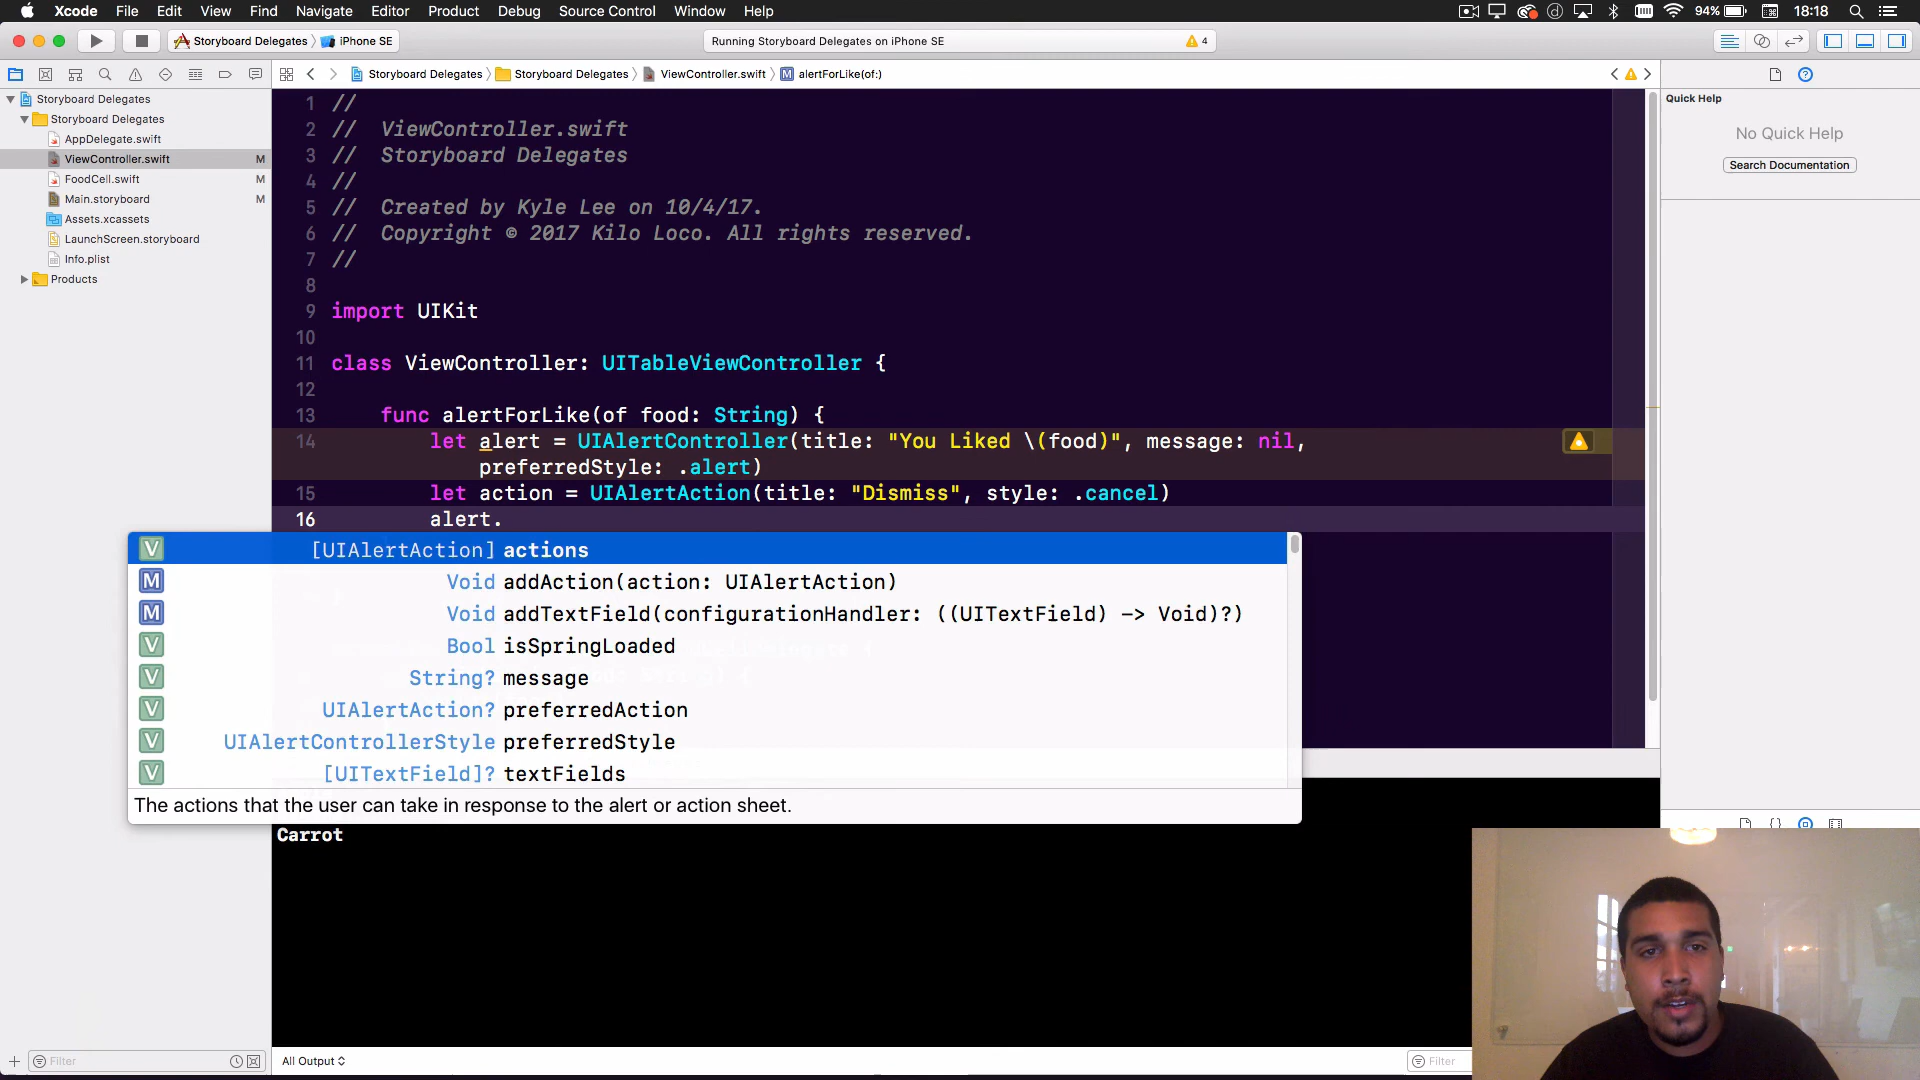 Xcode File Edit View Find Navigate Editor Product Debug Source Control Window Help 94% 18:18
Storyboard Delegates iPhone SE Running Storyboard Delegates on iPhone SE 4
Storyboard Delegates Storyboard Delegates ViewController.swift M alertForLike(of:)
Storyboard Delegates
Storyboard Delegates
AppDelegate.swift
ViewController.swift M
FoodCell.swift M
Main.storyboard M
Assets.xcassets
LaunchScreen.storyboard
Info.plist
Products
1 //
2 // ViewController.swift
3 // Storyboard Delegates
4 //
5 // Created by Kyle Lee on 10/4/17.
6 // Copyright © 2017 Kilo Loco. All rights reserved.
7 //
8
9 import UIKit
10
11 class ViewController: UITableViewController {
12
13 func alertForLike(of food: String) {
14 let alert = UIAlertController(title: "You Liked \(food)", message: nil,
preferredStyle: .alert)
15 let action = UIAlertAction(title: "Dismiss", style: .cancel)
16 alert.
V [UIAlertAction] actions
M Void addAction(action: UIAlertAction)
M Void addTextField(configurationHandler: ((UITextField) -> Void)?)
V Bool isSpringLoaded
V String? message
V UIAlertAction? preferredAction
V UIAlertControllerStyle preferredStyle
V [UITextField]? textFields
The actions that the user can take in response to the alert or action sheet.
Carrot
Quick Help
No Quick Help
Search Documentation
{}
Filter
All Output
Filter